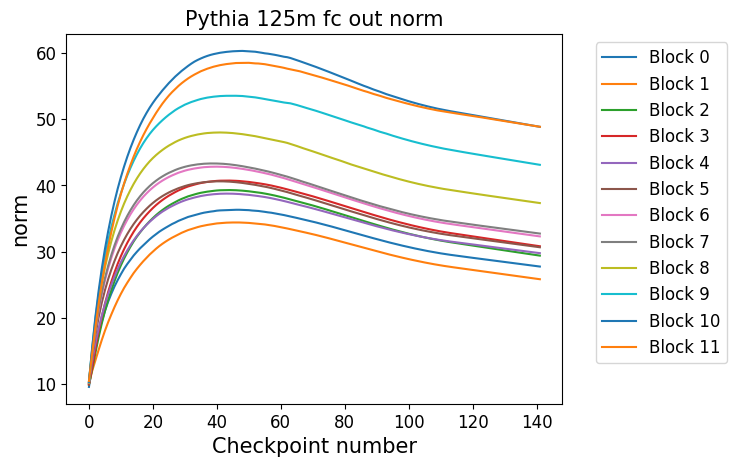 Pythia 125m fc out norm
norm
60
50
40
30
20
10
0 20 40 60 80 100 120 140
Checkpoint number
Block 0
Block 1
Block 2
Block 3
Block 4
Block 5
Block 6
Block 7
Block 8
Block 9
Block 10
Block 11